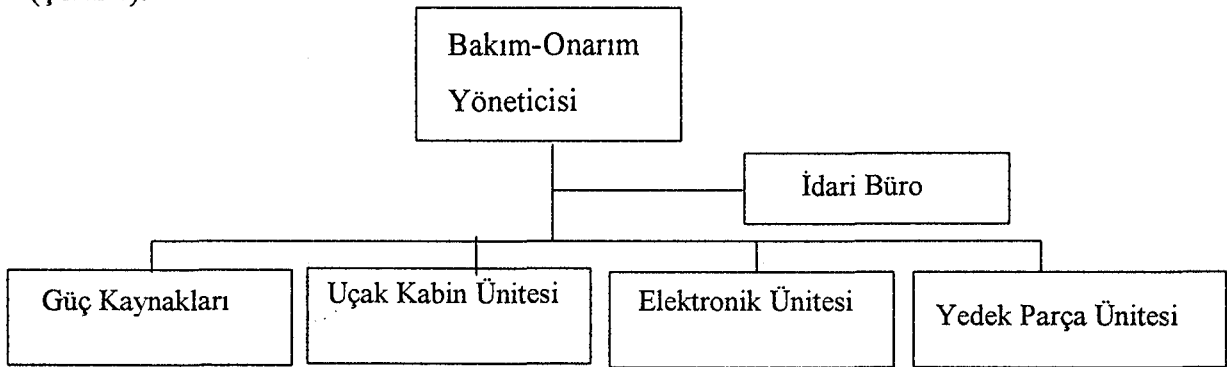 Bakım-Onarım
Yöneticisi
İdari Büro
Güç Kaynakları
Uçak Kabin Ünitesi
Elektronik Ünitesi
Yedek Parça Ünitesi